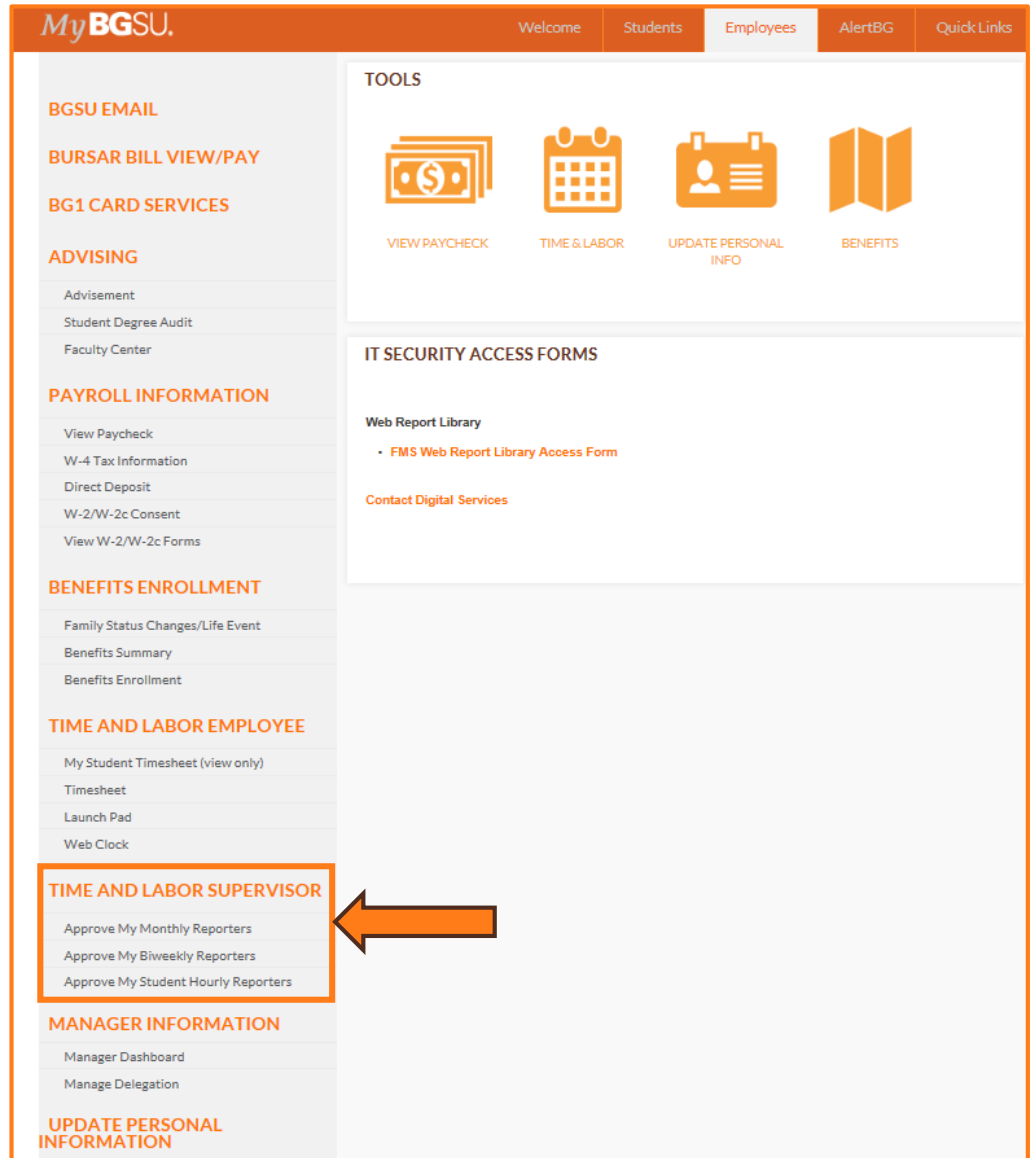 My BGSU.
Welcome Students Employees AlertBG Quick Links
BGSU EMAIL
BURSAR BILL VIEW/PAY
BG1 CARD SERVICES
ADVISING
Advisement
Student Degree Audit
Faculty Center
PAYROLL INFORMATION
View Paycheck
W-4 Tax Information
Direct Deposit
W-2/W-2c Consent
View W-2/W-2c Forms
BENEFITS ENROLLMENT
Family Status Changes/Life Event
Benefits Summary
Benefits Enrollment
TIME AND LABOR EMPLOYEE
My Student Timesheet (view only)
Timesheet
Launch Pad
Web Clock
TIME AND LABOR SUPERVISOR
Approve My Monthly Reporters
Approve My Biweekly Reporters
Approve My Student Hourly Reporters
MANAGER INFORMATION
Manager Dashboard
Manage Delegation
UPDATE PERSONAL
INFORMATION
TOOLS
$
VIEW PAYCHECK TIME & LABOR UPDATE PERSONAL BENEFITS
INFO
IT SECURITY ACCESS FORMS
Web Report Library
• FMS Web Report Library Access Form
Contact Digital Services